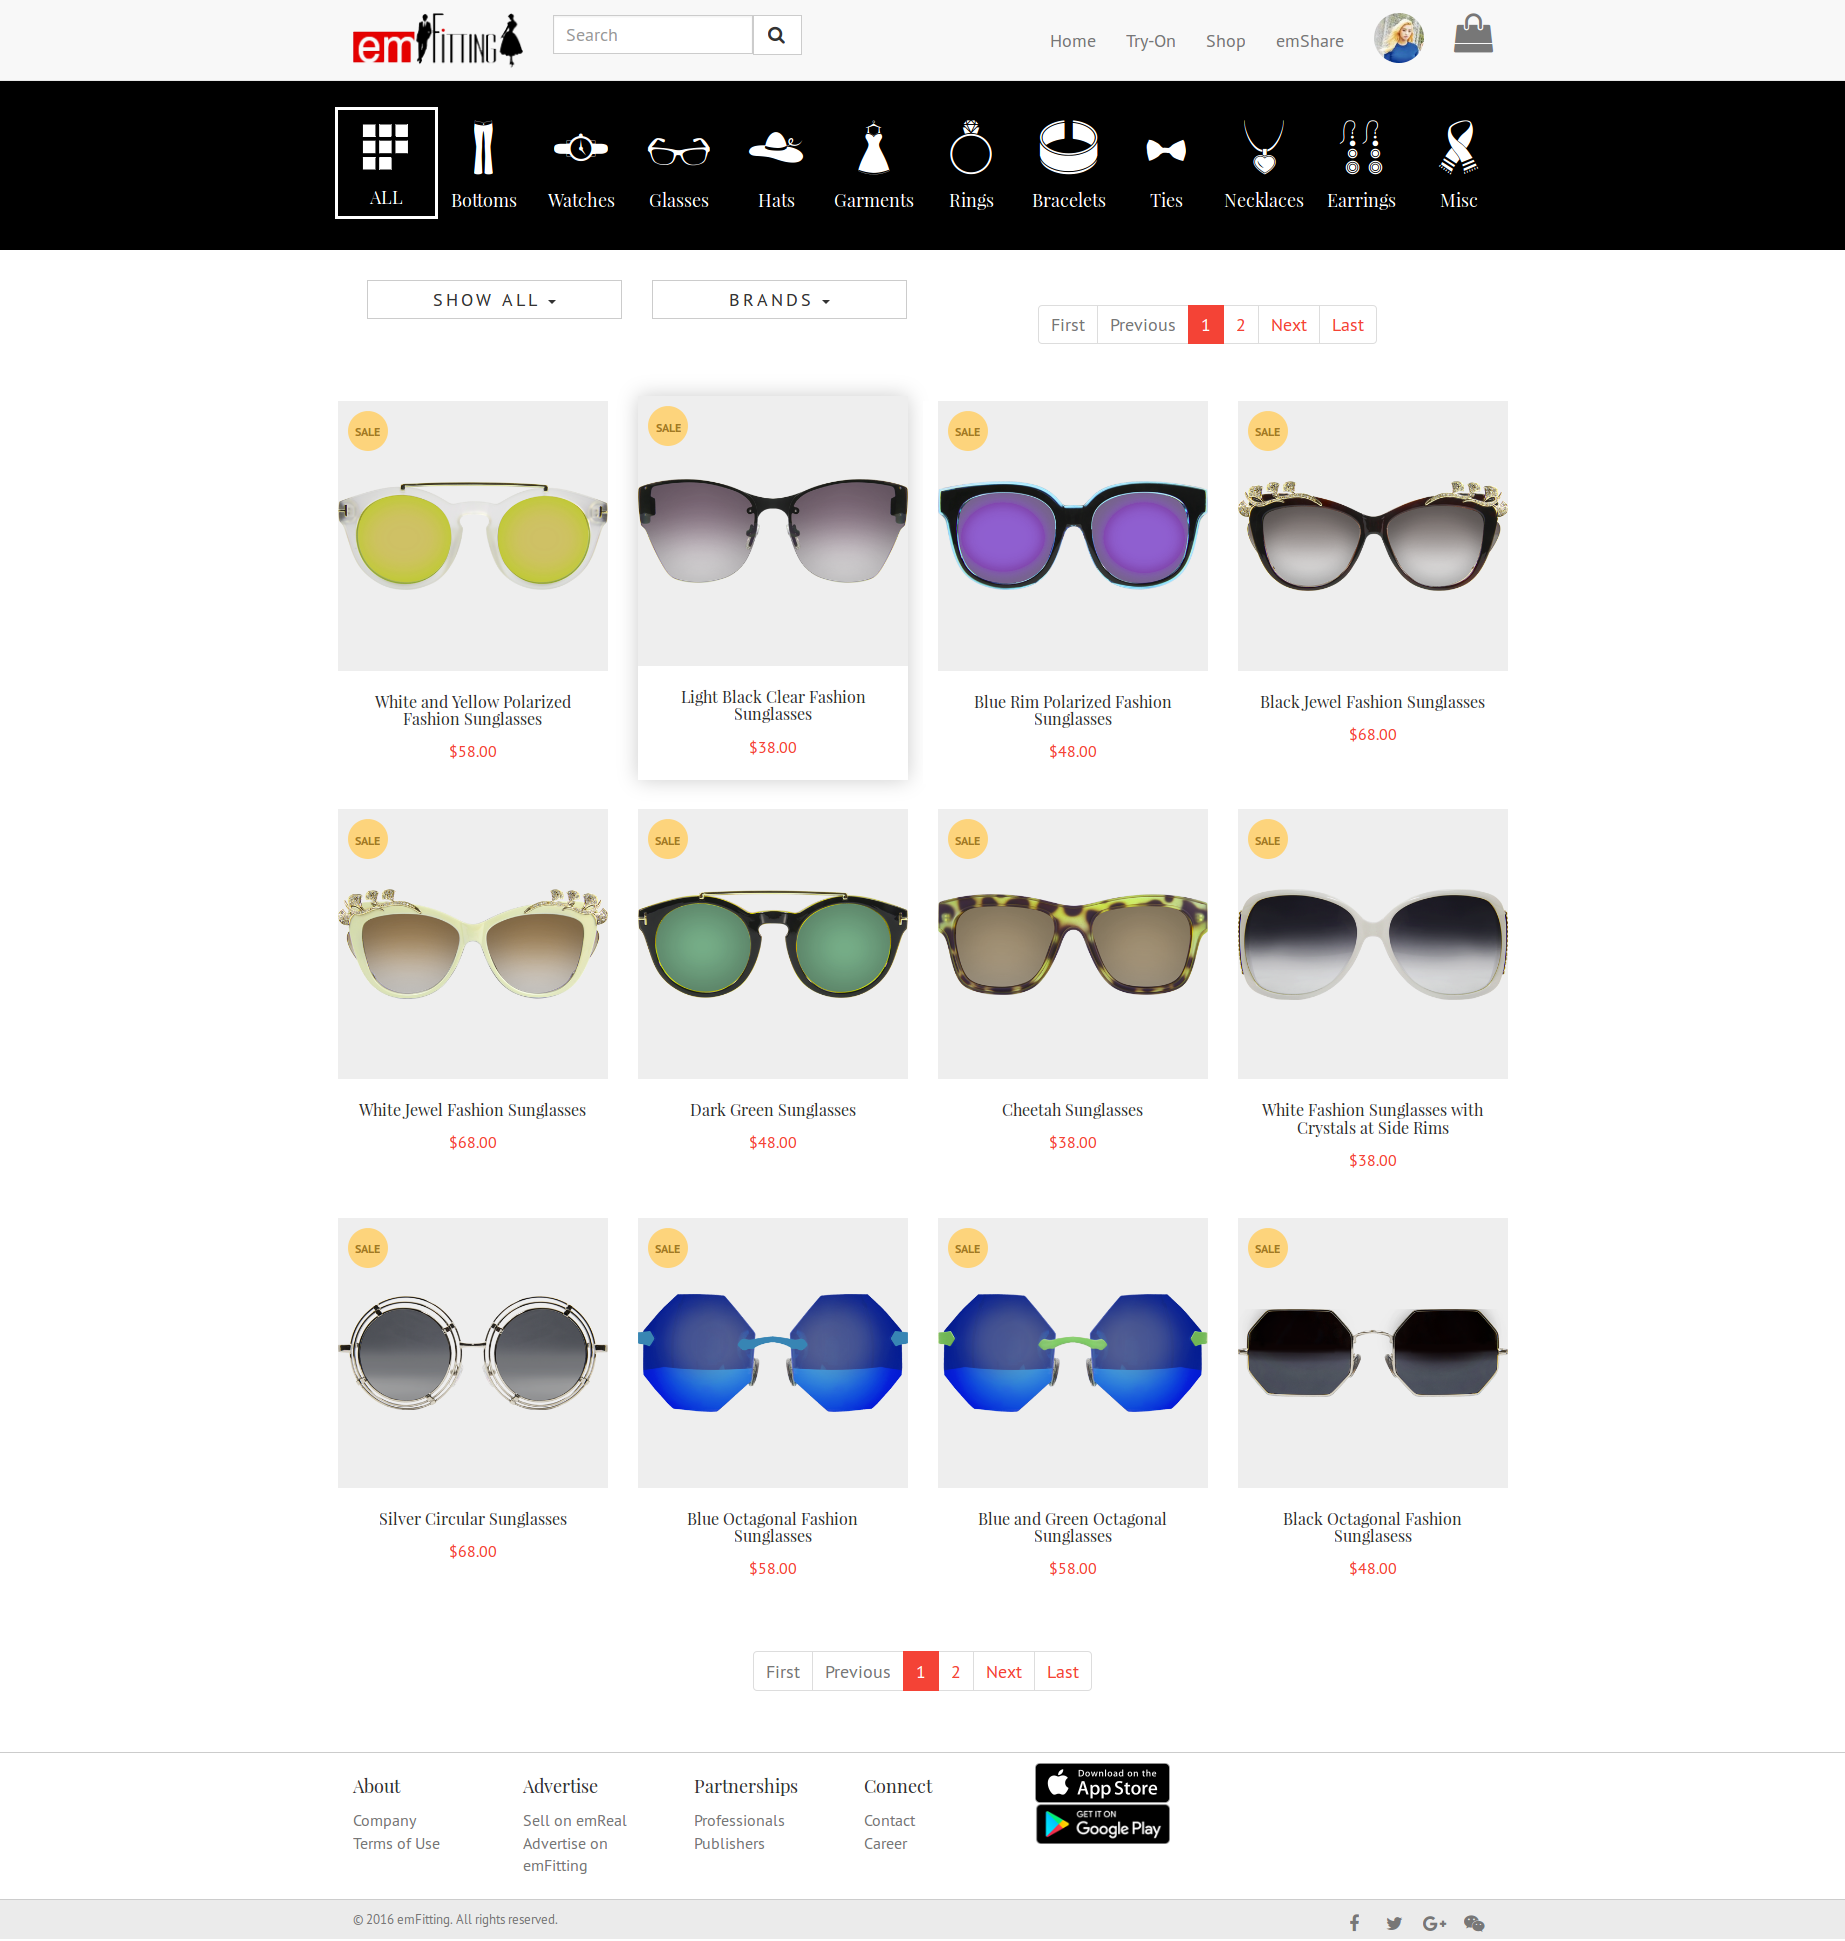 em FITTING
Search
Home Try-On Shop emShare
ALL Bottoms Watches Glasses Hats Garments Rings Bracelets Ties Necklaces Earrings Misc
SHOW ALL BRANDS
First Previous 1 2 Next Last
SALE SALE SALE SALE
White and Yellow Polarized
Fashion Sunglasses
$58.00
Light Black Clear Fashion
Sunglasses
$38.00
Blue Rim Polarized Fashion
Sunglasses
$48.00
Black Jewel Fashion Sunglasses
$68.00
SALE SALE SALE SALE
White Jewel Fashion Sunglasses
$68.00
Dark Green Sunglasses
$48.00
Cheetah Sunglasses
$38.00
White Fashion Sunglasses with
Crystals at Side Rims
$38.00
SALE SALE SALE SALE
Silver Circular Sunglasses
$68.00
Blue Octagonal Fashion
Sunglasses
$58.00
Blue and Green Octagonal
Sunglasses
$58.00
Black Octagonal Fashion
Sunglasess
$48.00
First Previous 1 2 Next Last
About
Company
Terms of Use
Advertise
Sell on emReal
Advertise on
emFitting
Partnerships
Professionals
Publishers
Connect
Contact
Career
Download on the
App Store
GET IT ON
Google Play
© 2016 emFitting. All rights reserved.